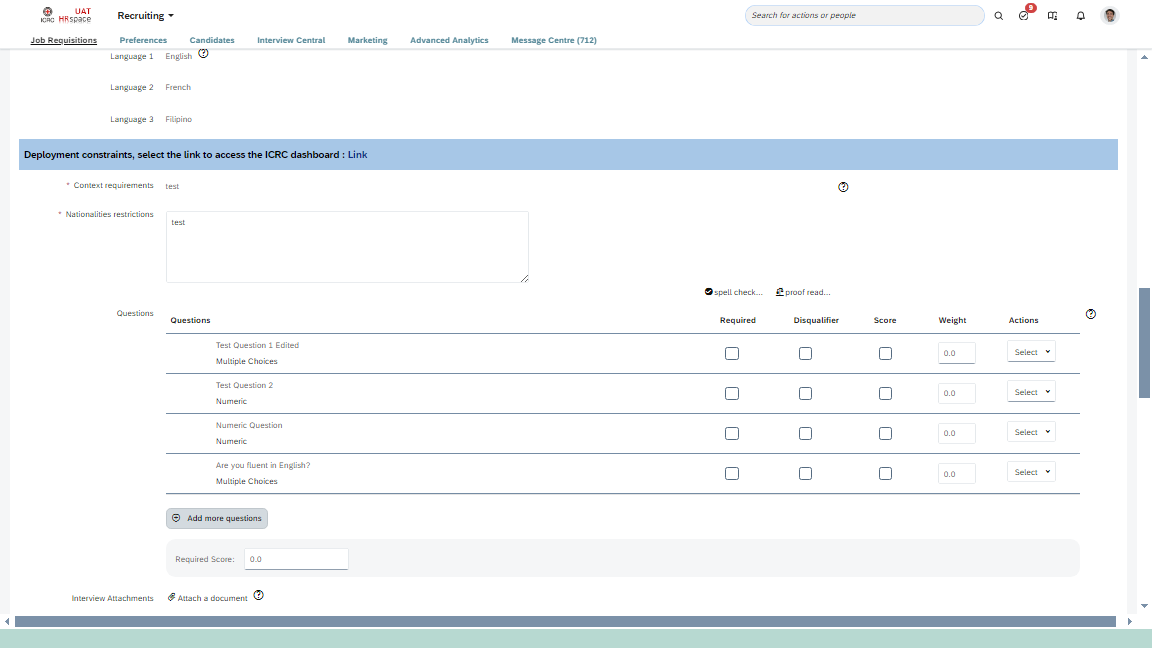 ICRC UAT HRspace
Recruiting
Search for actions or people
9
Job Requisitions Preferences Candidates Interview Central Marketing Advanced Analytics Message Centre (712)
Language 1 English
Language 2 French
Language 3 Filipino
Deployment constraints, select the link to access the ICRC dashboard : Link
* Context requirements test
* Nationalities restrictions test
spell check... proof read...
Questions
Questions Required Disqualifier Score Weight Actions
Test Question 1 Edited
Multiple Choices
0.0 Select
Test Question 2
Numeric
0.0 Select
Numeric Question
Numeric
0.0 Select
Are you fluent in English?
Multiple Choices
0.0 Select
Add more questions
Required Score: 0.0
Interview Attachments Attach a document